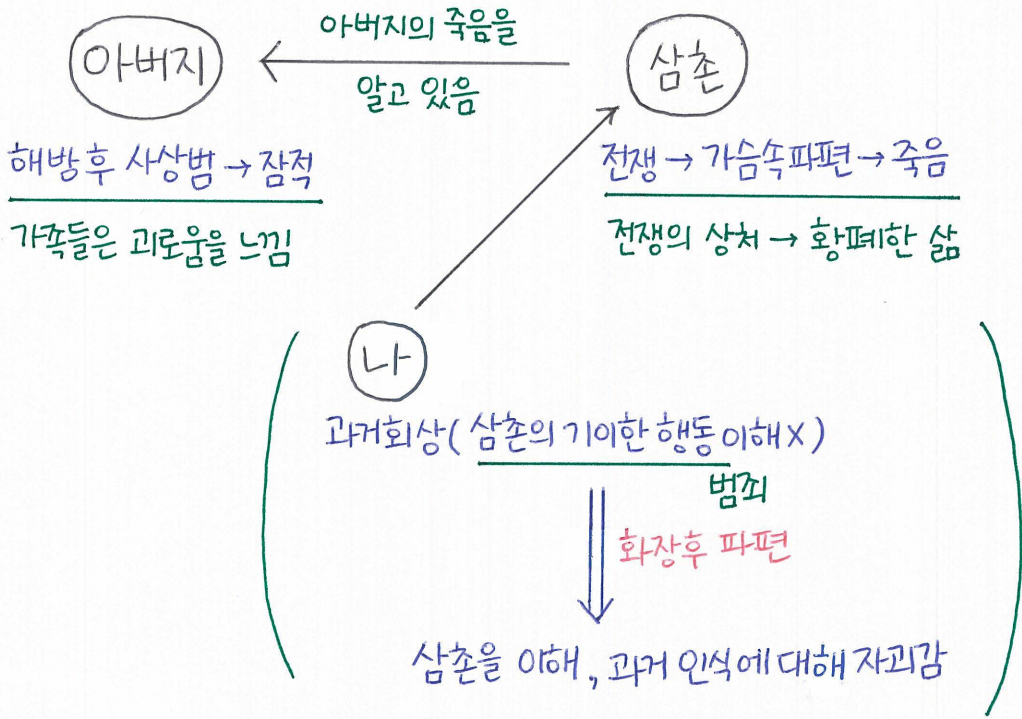 아버지
아버지의 죽음을
알고 있음
삼촌
해방후 사상범 → 잠적
가족들은 괴로움을 느낌
전쟁 → 가슴속파편 → 죽음
전쟁의 상처 → 황폐한 삶
나
과거회상( 삼촌의 기이한 행동 이해X)
범죄
화장후 파편
삼촌을 이해, 과거 인식에 대해 자괴감